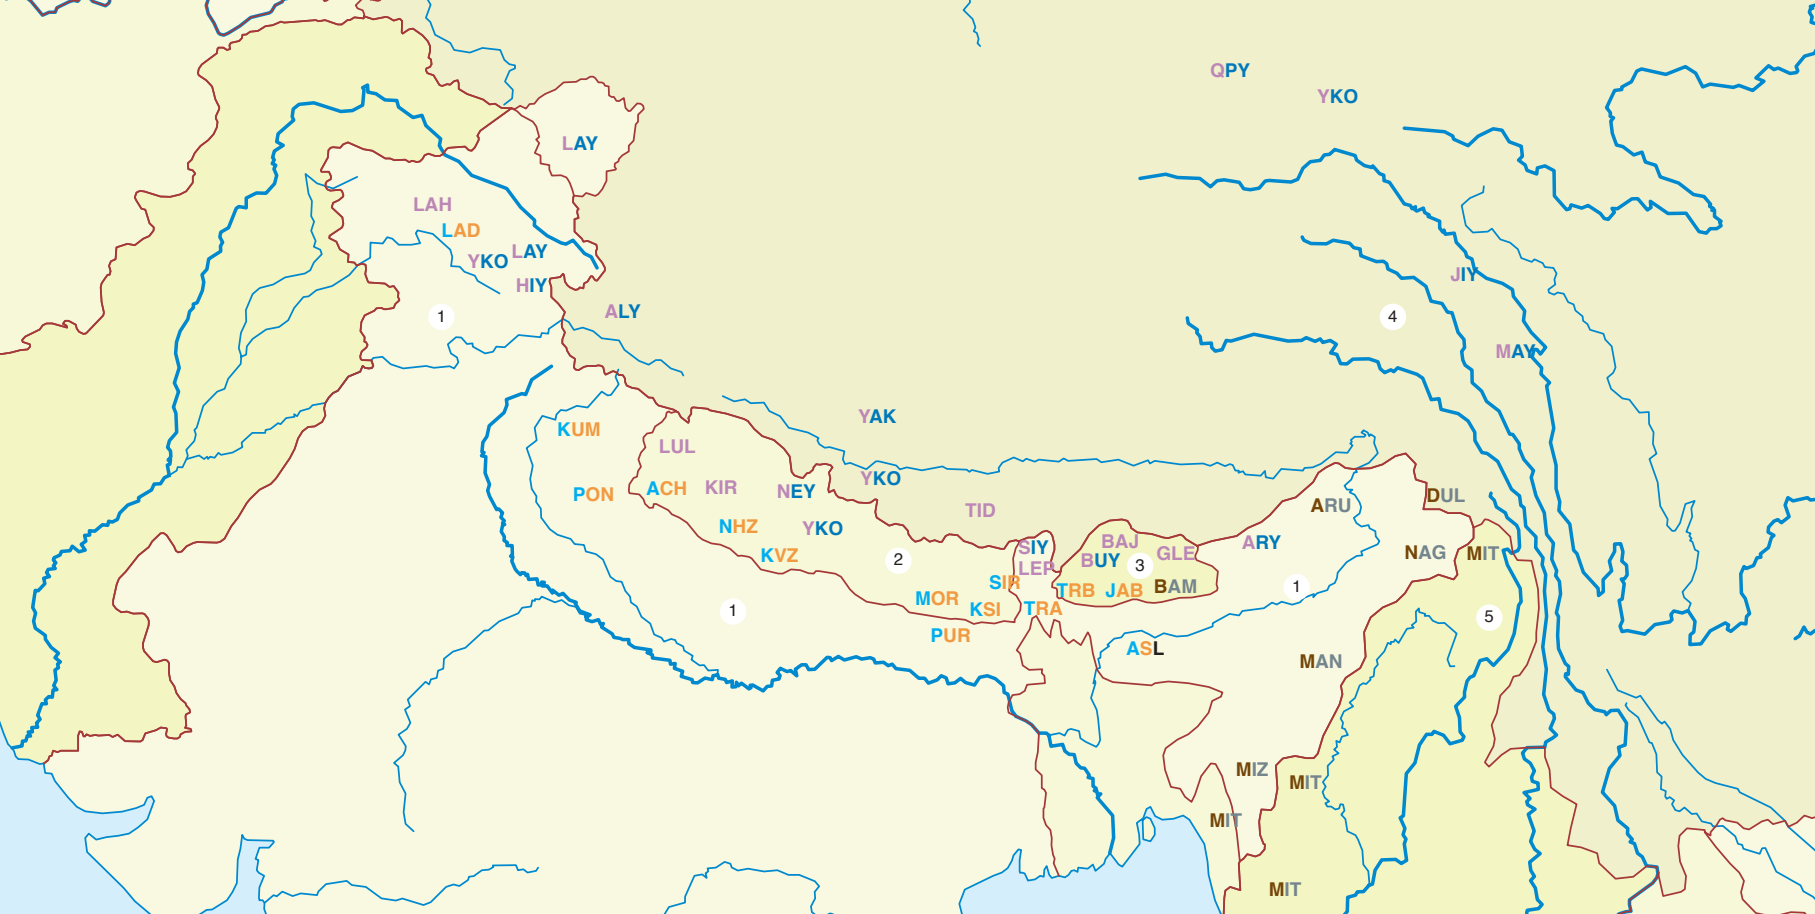 QPY
YKO
LAY
LAH
LAD
LAY
YKO
JIY
HIY
ALY
1
4
MAY
YAK
KUM
LUL
YKO
ACH
KIR
NEY
PON
DUL
ARU
TID
NHZ
YKO
ARY
BAJ
SIY
GLE
NAG
MIT
KVZ
2
BUY
3
LEP
SIR
TRB
JAB
BAM
1
MOR
KSI
TRA
1
5
PUR
ASL
MAN
MIZ
MIT
MIT
MIT